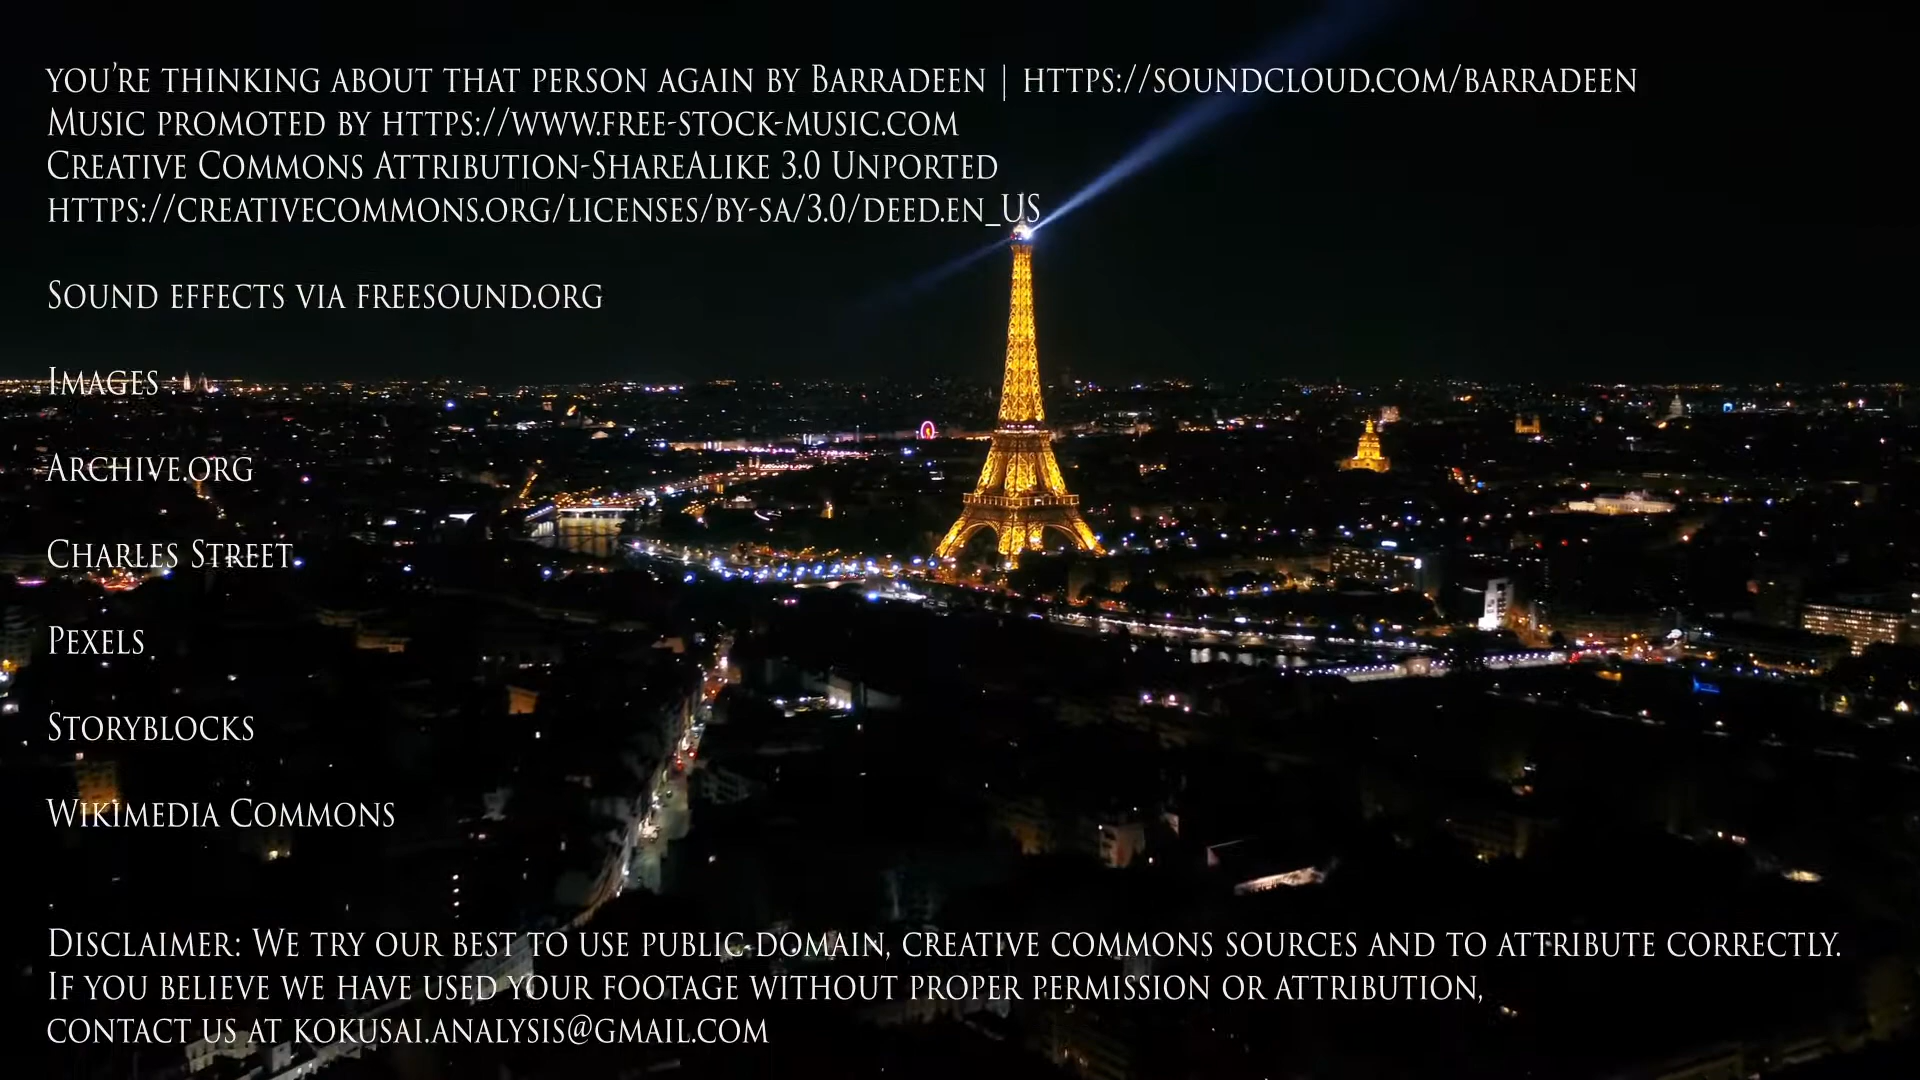 you're thinking about that person again by Barradeen | https://soundcloud.com/barradeen
Music promoted by https://www.free-stock-music.com
Creative Commons Attribution-ShareAlike 3.0 Unported
https://creativecommons.org/licenses/by-sa/3.0/deed.en_US
Sound effects via freesound.org
Images :
Archive.org
Charles Street
Pexels
Storyblocks
Wikimedia Commons
Disclaimer: We try our best to use public domain, creative commons sources and to attribute correctly.
If you believe we have used your footage without proper permission or attribution,
contact us at kokusai.analysis@gmail.com